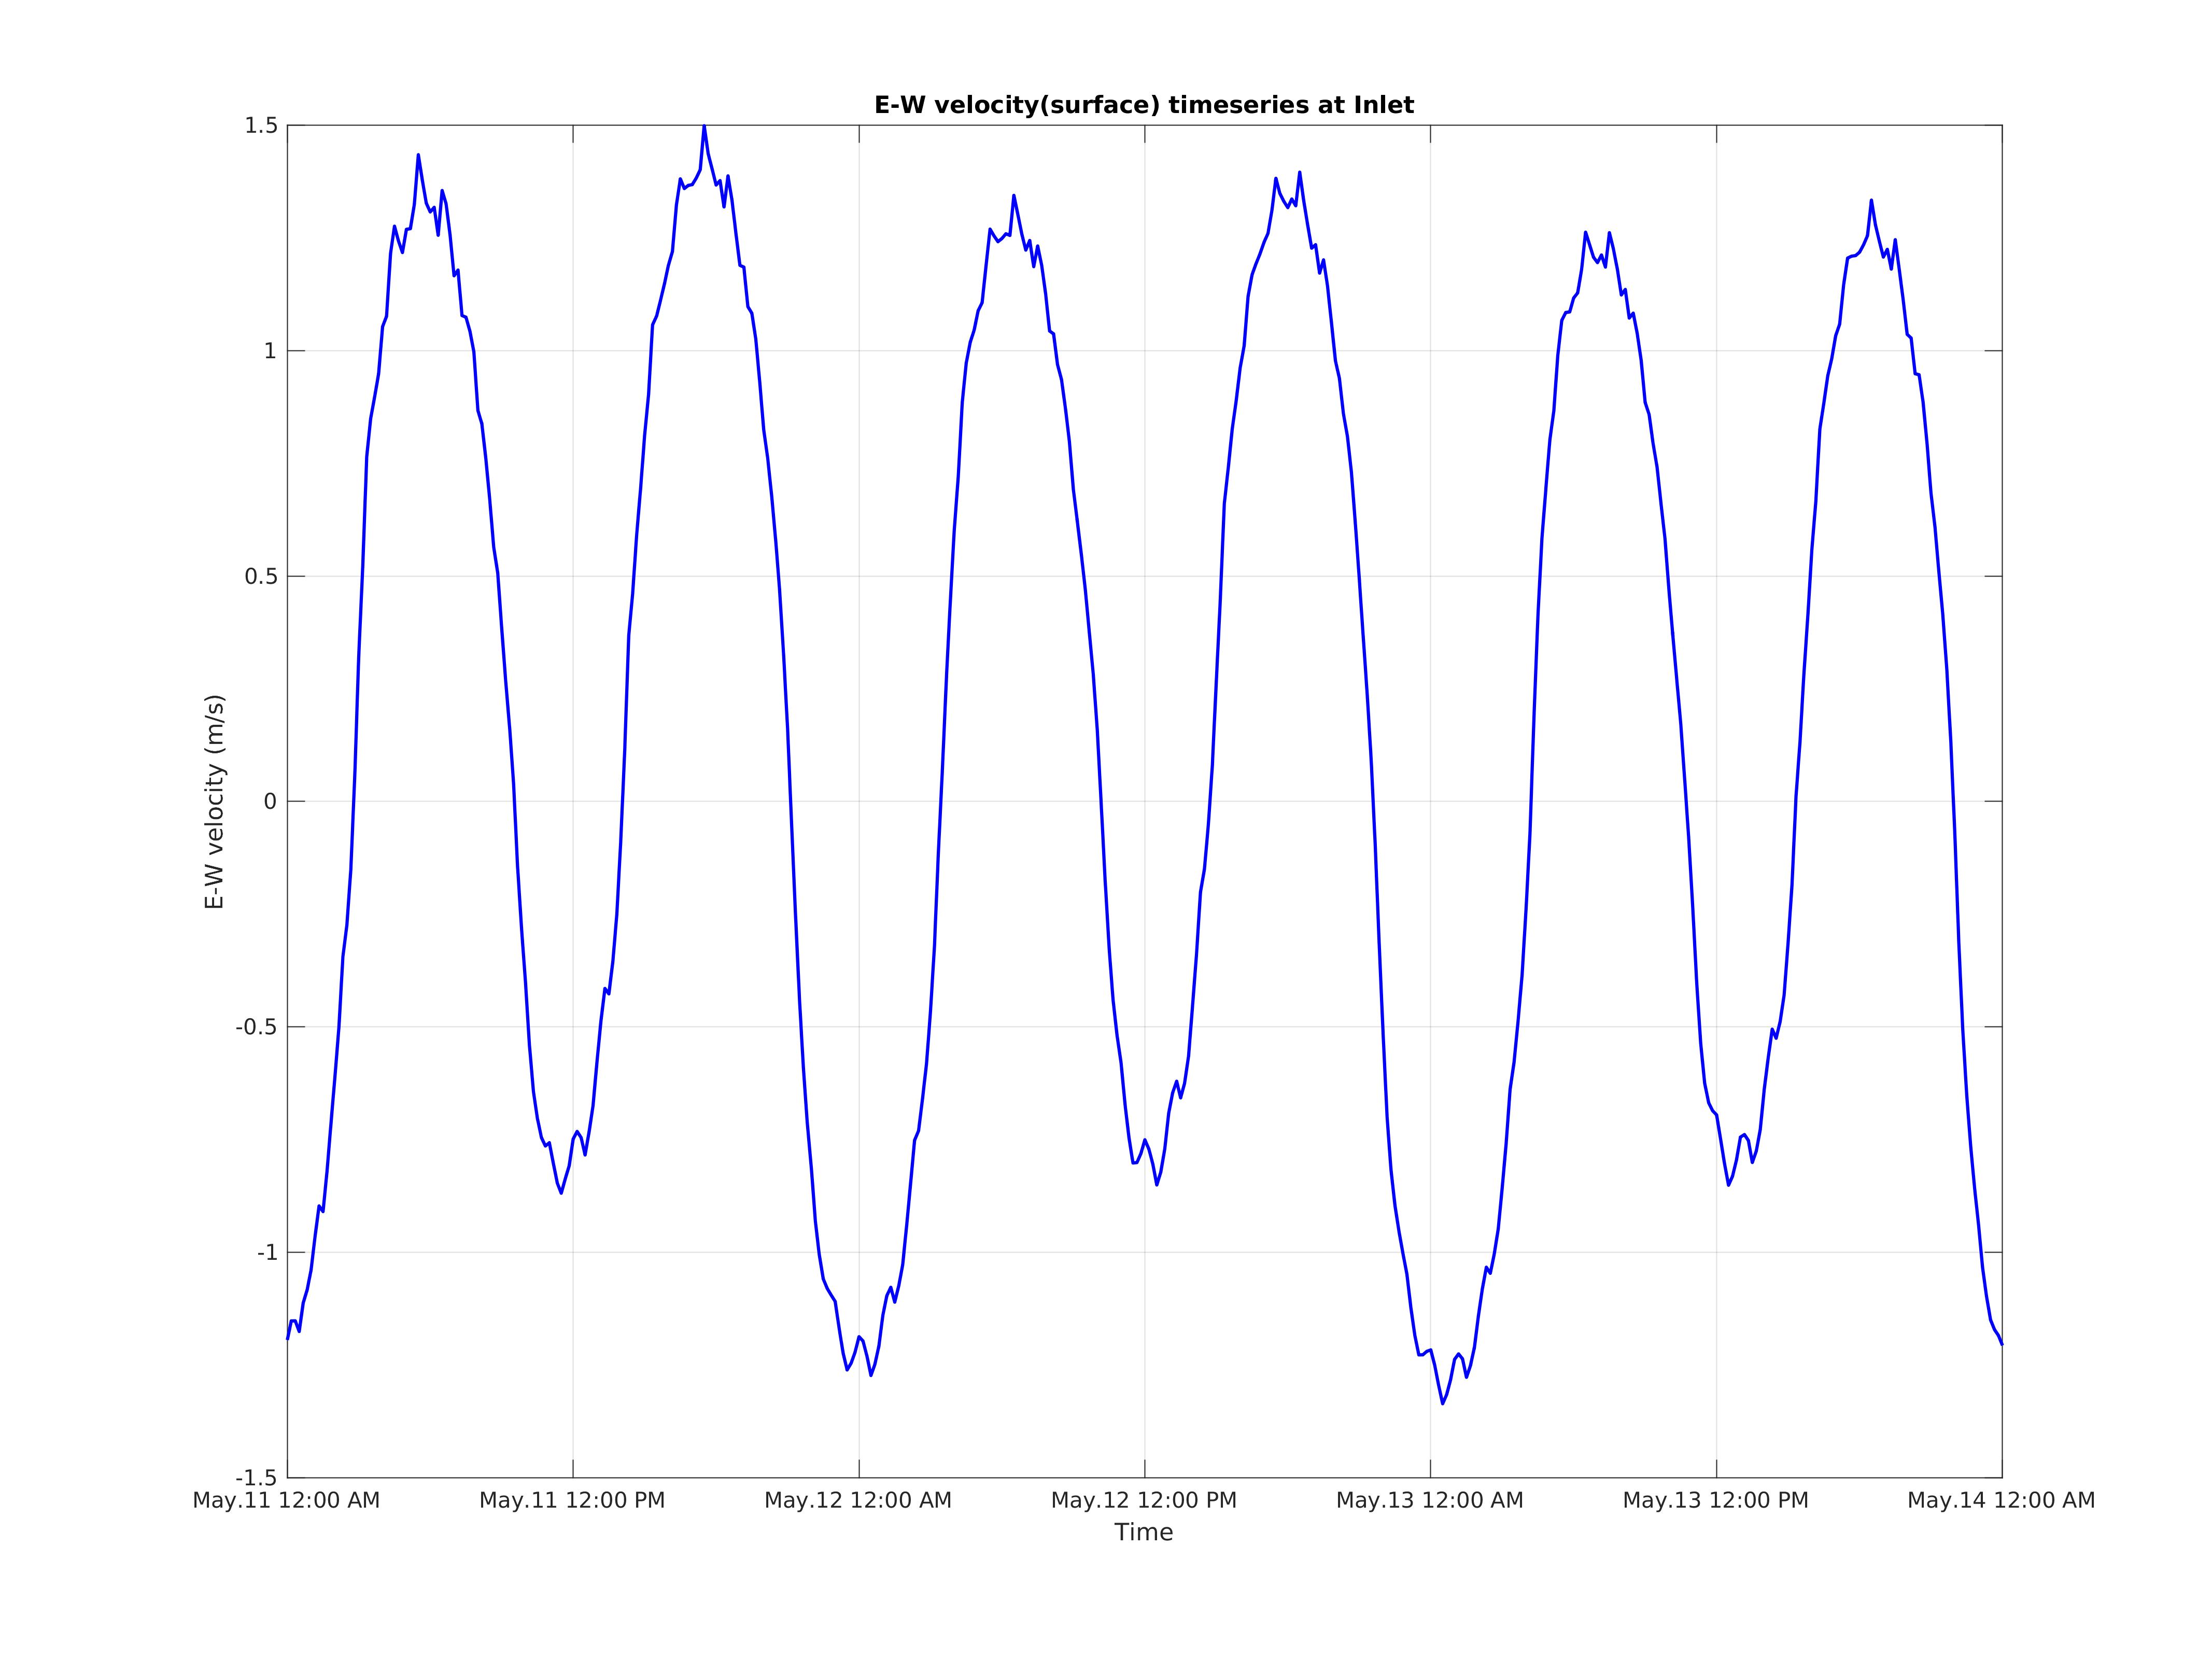 E-W velocity(surface) timeseries at Inlet
1.5
1
0.5
0
-0.5
-1
-1.5
E-W velocity (m/s)
May.11 12:00 AM May.11 12:00 PM May.12 12:00 AM May.12 12:00 PM May.13 12:00 AM May.13 12:00 PM May.14 12:00 AM
Time